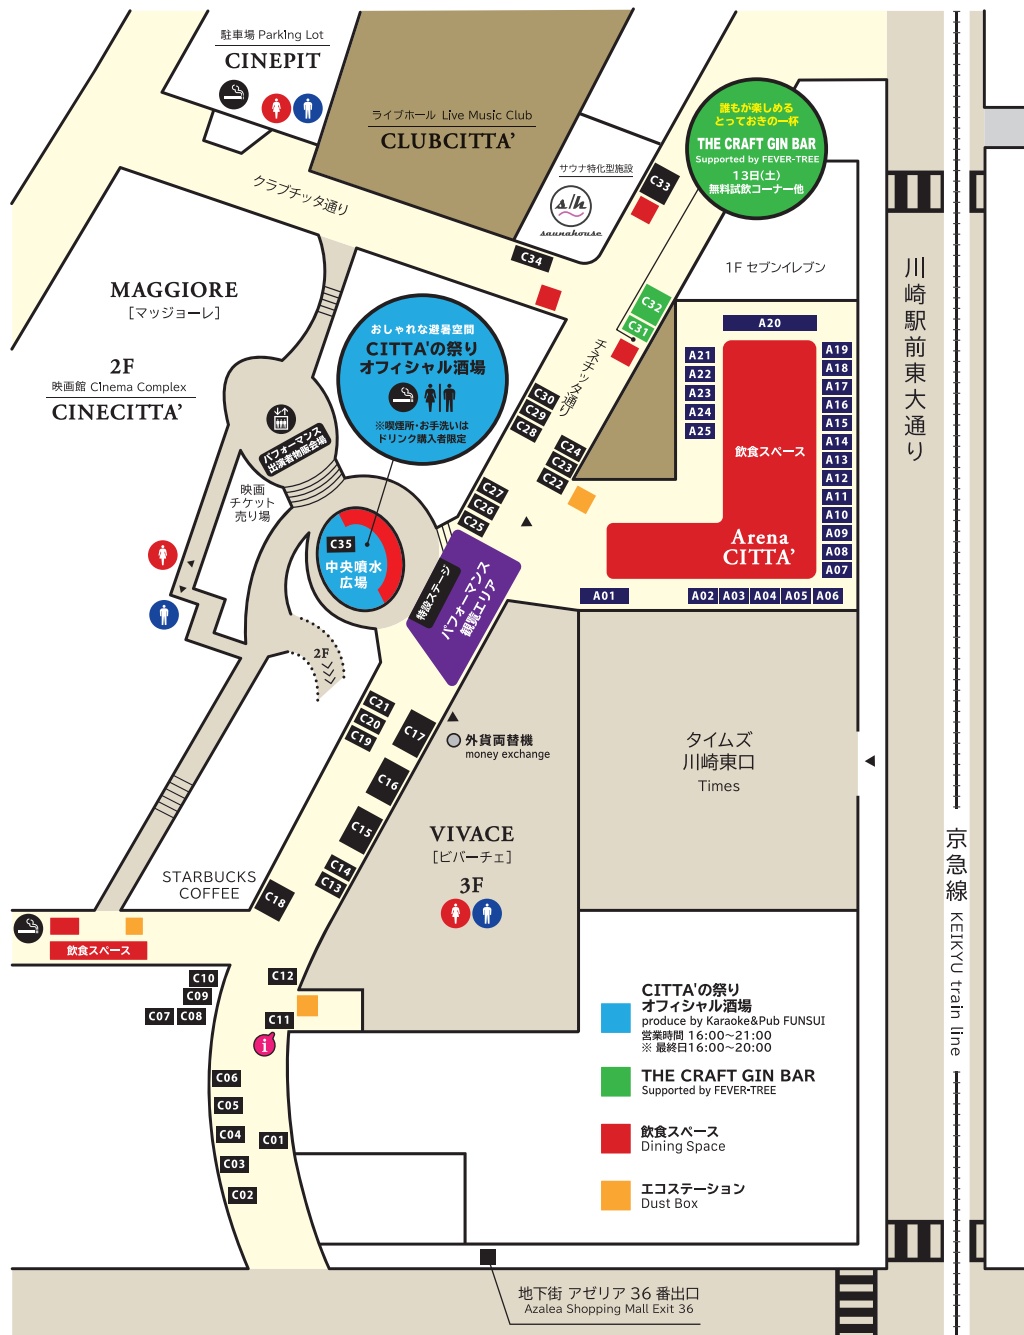 駐車場 Parking Lot
CINEPIT
ライブホール Live Music Club
CLUBCITTA'
サウナ特化型施設
s/h
saunahouse
誰もが楽しめる
とっておきの一杯
THE CRAFT GIN BAR
Supported by FEVER-TREE
13日(土)
無料試飲コーナー他
クラブチッタ通り
C33
C34
1F セブンイレブン
MAGGIORE
[マッジョーレ]
2F
映画館 Cinema Complex
CINECITTA'
おしゃれな避暑空間
CITTA'の祭り
オフィシャル酒場
※喫煙所・お手洗いは
ドリンク購入者限定
C32
C31
チネチッタ通り
A20
A21
A22
A23
A24
A25
A19
A18
A17
A16
A15
A14
A13
A12
A11
A10
A09
A08
A07
飲食スペース
Arena
CITTA'
A01
A02
A03
A04
A05
A06
川崎駅前東大通り
C30
C29
C28
C24
C23
C22
C27
C26
C25
パフォーマンス
出演者物販会場
映画
チケット
売り場
C35
中央噴水
広場
特設ステージ
パフォーマンス
観覧エリア
2F
C21
C20
C19
C17
C16
C15
C14
C13
C18
外貨両替機
money exchange
タイムズ
川崎東口
Times
VIVACE
[ビバーチェ]
3F
STARBUCKS
COFFEE
京急線 KEIKYU train line
飲食スペース
C10
C09
C07
C08
C12
C11
i
C06
C05
C04
C01
C03
C02
CITTA'の祭り
オフィシャル酒場
produce by Karaoke&Pub FUNSUI
営業時間 16:00~21:00
※ 最終日16:00~20:00
THE CRAFT GIN BAR
Supported by FEVER-TREE
飲食スペース
Dining Space
エコステーション
Dust Box
地下街 アゼリア 36 番出口
Azalea Shopping Mall Exit 36